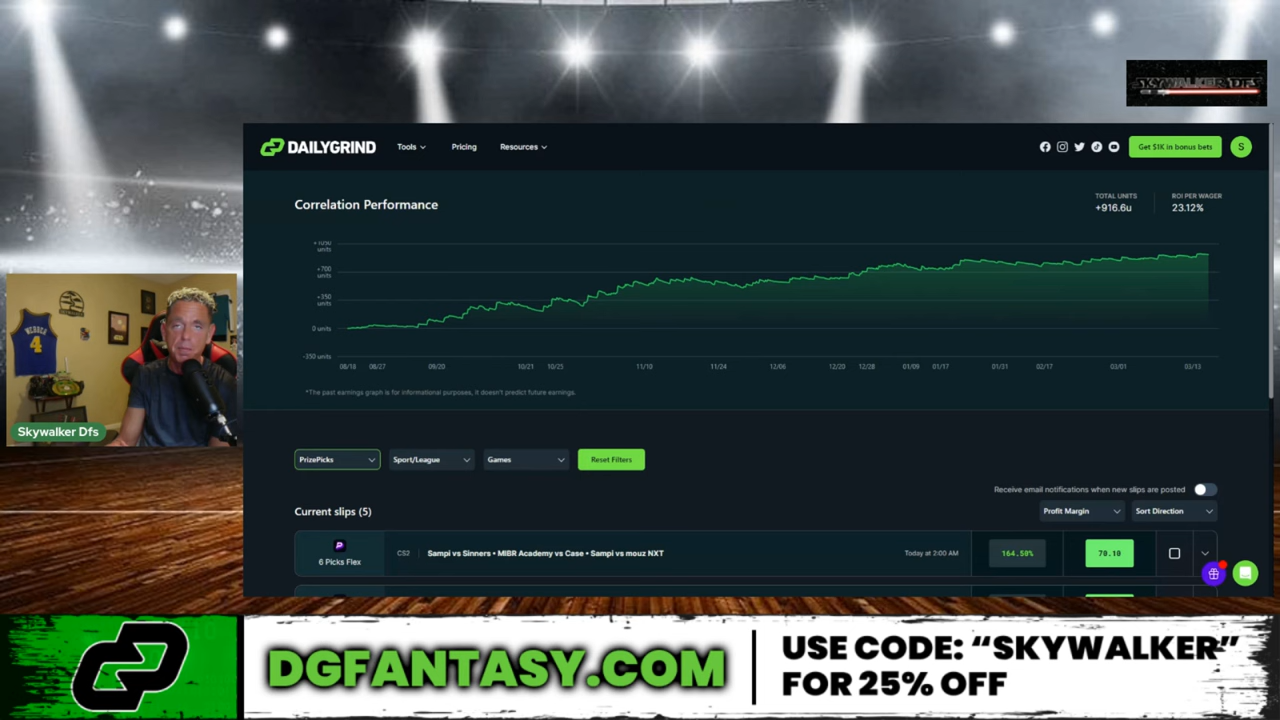 SKYWALKER DFS
DAILYGRIND
Tools
Pricing
Resources
Get $1K in bonus bets
S
Correlation Performance
TOTAL UNITS
+916.6u
ROI PER WAGER
23.12%
+1050
units
+700
units
+350
units
0 units
-350 units
08/18 08/27 09/20 10/21 10/25 11/10 11/24 12/06 12/20 12/28 01/09 01/17 01/31 02/17 03/01 03/13
*The past earnings graph is for informational purposes, it doesn't predict future earnings.
WEBBER
4
Skywalker Dfs
PrizePicks
Sport/League
Games
Reset Filters
Receive email notifications when new slips are posted
Current slips (5)
Profit Margin
Sort Direction
6 Picks Flex
CS2
Sampi vs Sinners • MIBR Academy vs Case • Sampi vs mouz NXT
Today at 2:00 AM
164.50%
70.10
DGFANTASY.COM
USE CODE: “SKYWALKER”
FOR 25% OFF